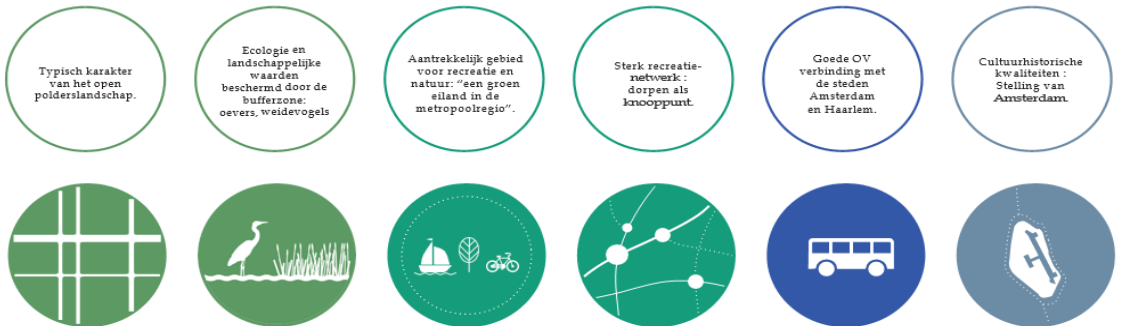 Typisch karakter
van het open
polderslandschap.
Ecologie en
landschappelijke
waarden
beschermd door de
bufferzone:
oevers, weidevogels
Aantrekkelijk gebied
voor recreatie en
natuur: “een groen
eiland in de
metropoolregio”.
Sterk recreatie-
netwerk :
dorpen als
knooppunt.
Goede OV
verbinding met
de steden
Amsterdam
en Haarlem.
Cultuurhistorische
kwaliteiten :
Stelling van
Amsterdam.